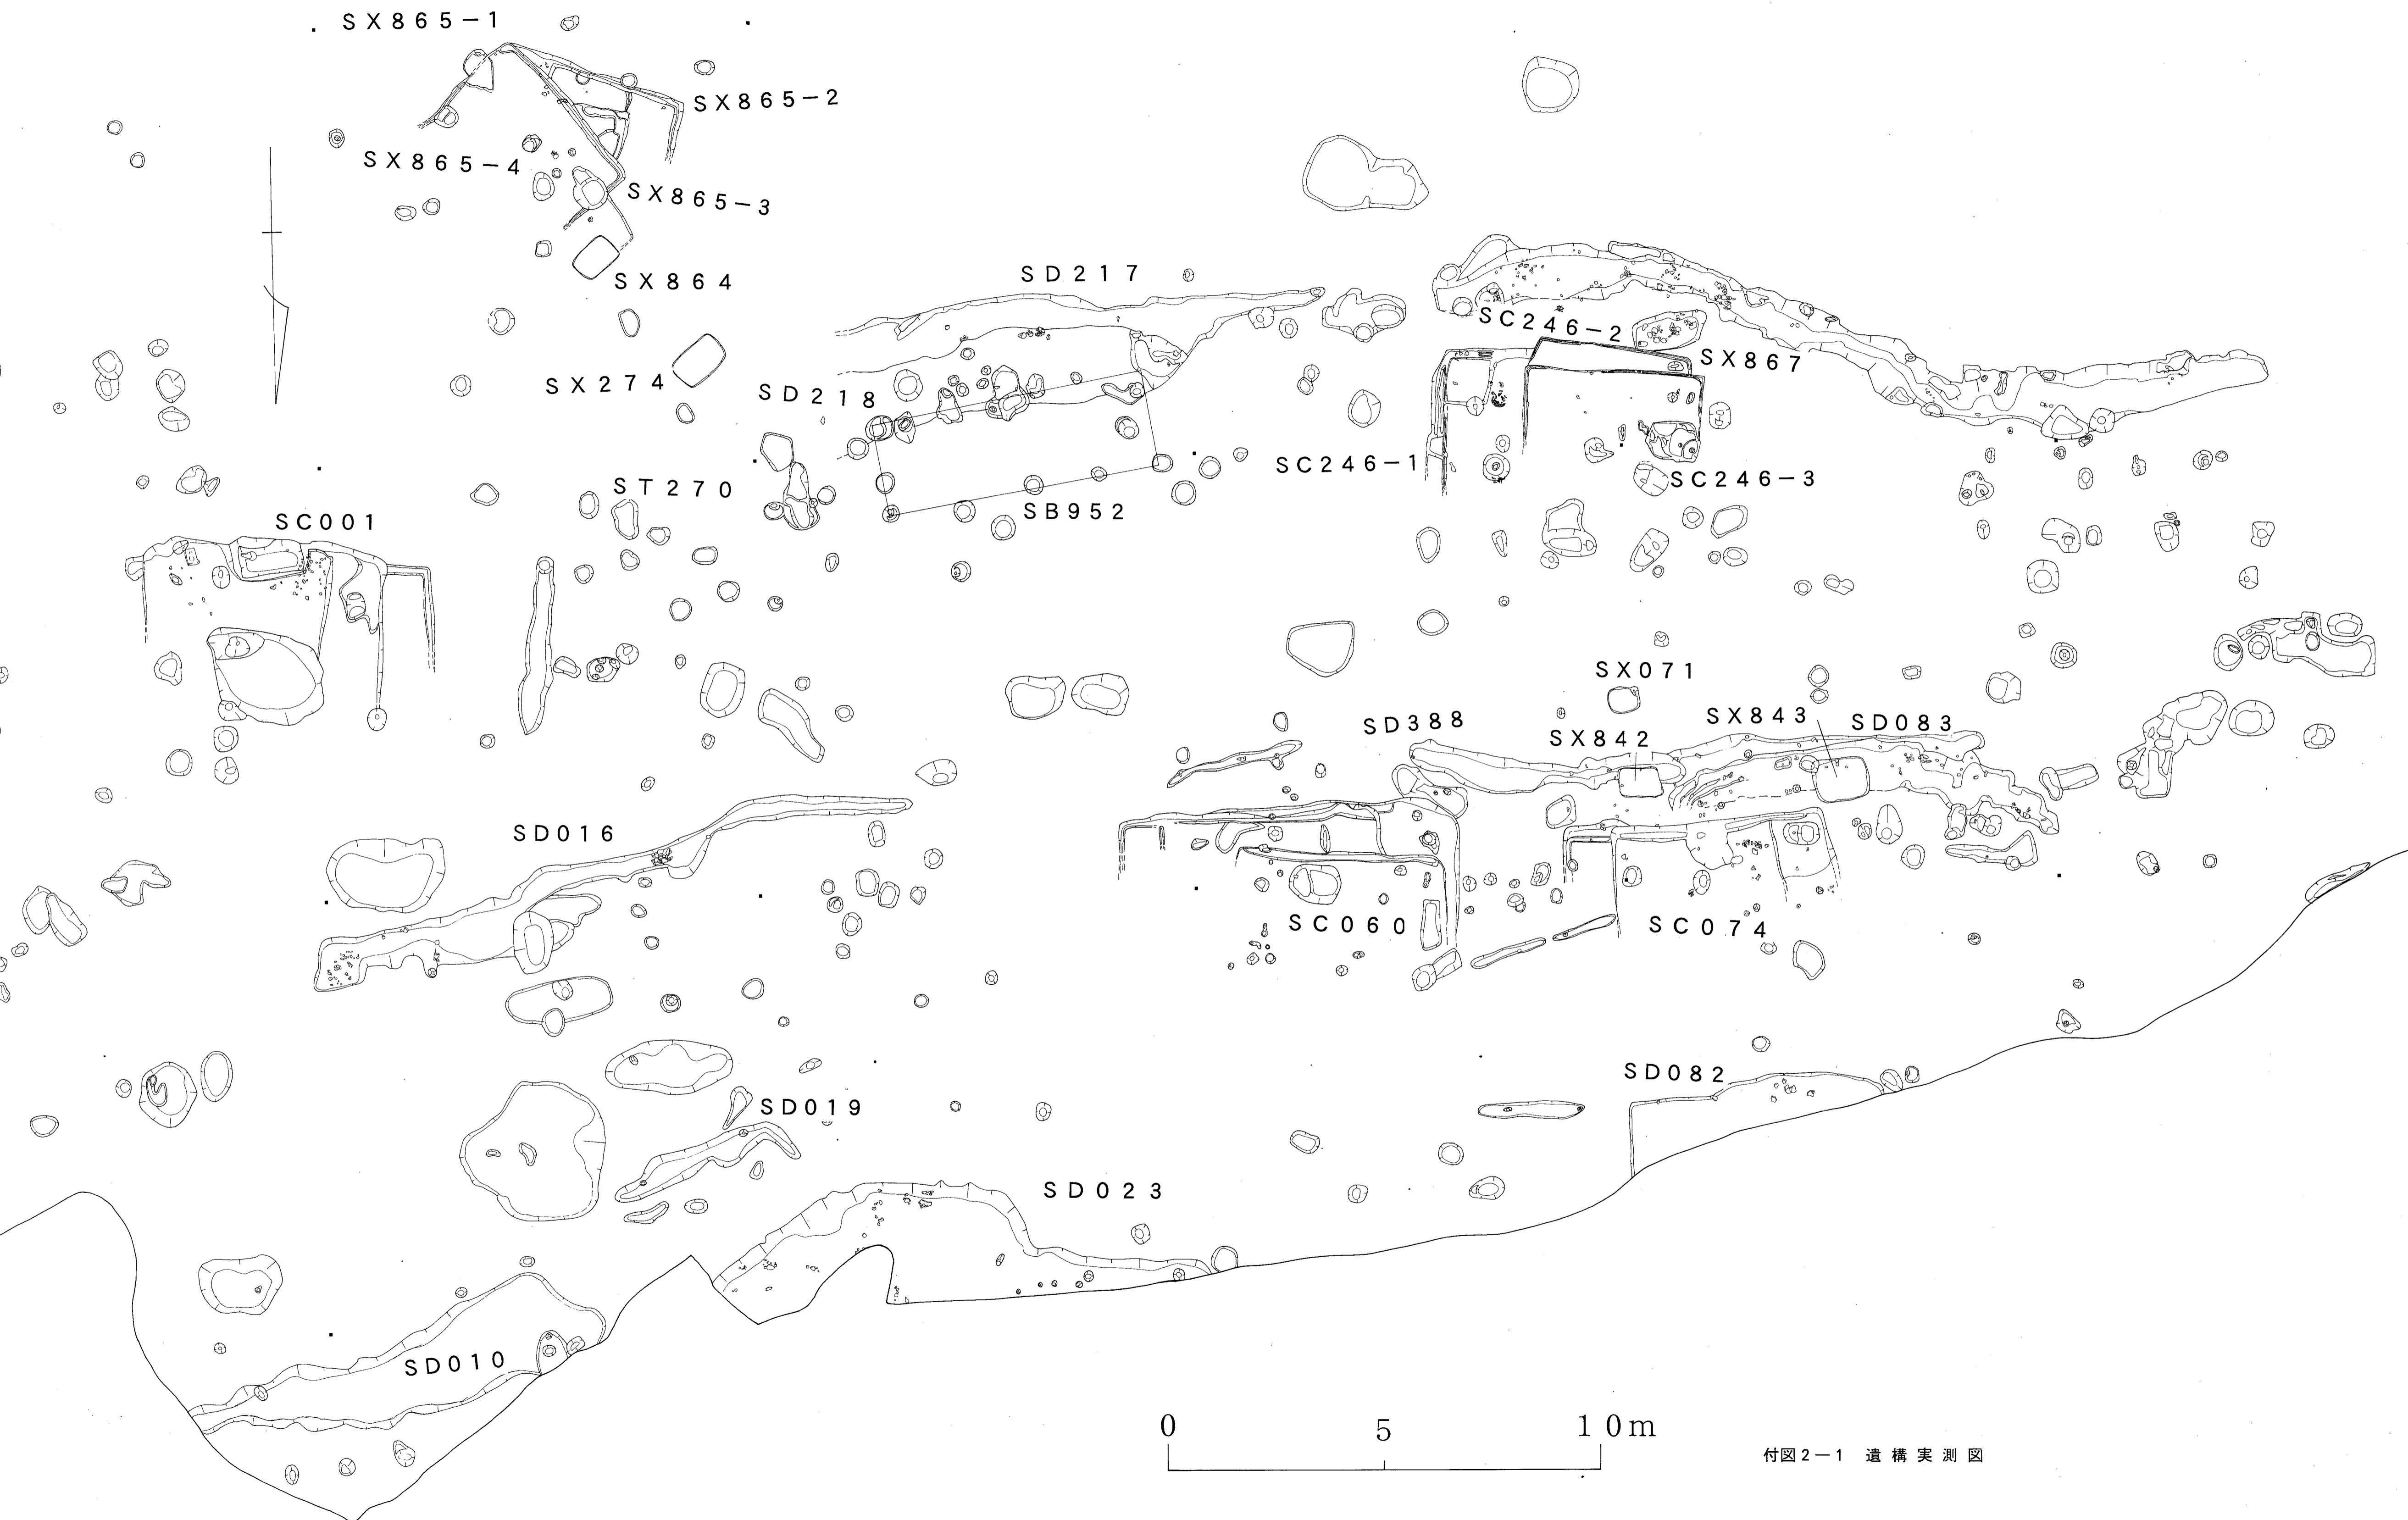 SX865−1
SX865−2
SX865−4
SX865−3
SX864
SD217
SC246−2
SX867
SX274
SD218
SC246−1
SC246−3
ST270
SB952
SC001
SX071
SD388
SX843
SD083
SX842
SD016
SC060
SC074
SD082
SD019
SD023
SD010
0 5 10m
付図2−1 遺構実測図